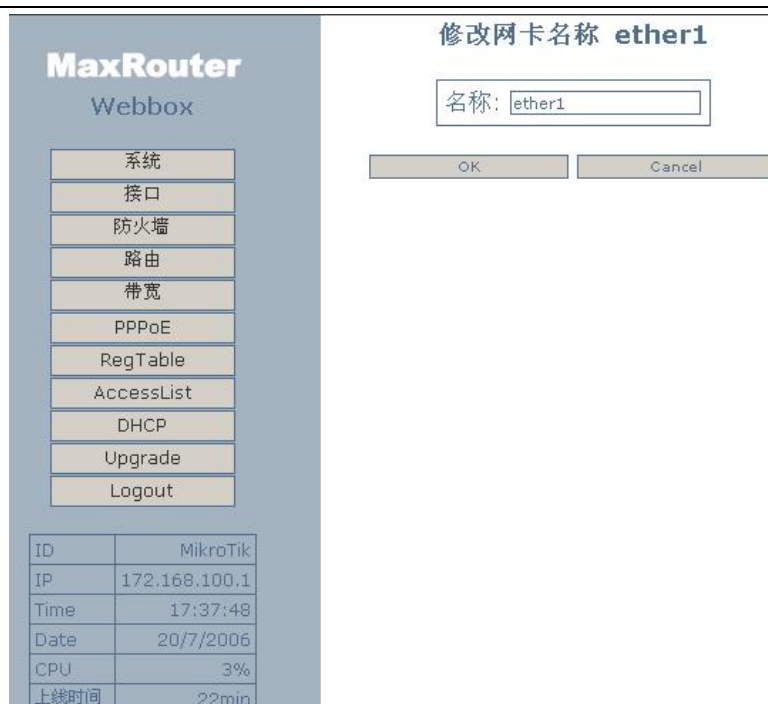 MaxRouter
Webbox
系统
接口
防火墙
路由
带宽
PPPoE
RegTable
AccessList
DHCP
Upgrade
Logout
ID MikroTik
IP 172.168.100.1
Time 17:37:48
Date 20/7/2006
CPU 3%
上线时间 22min
修改网卡名称 ether1
名称: ether1
OK Cancel